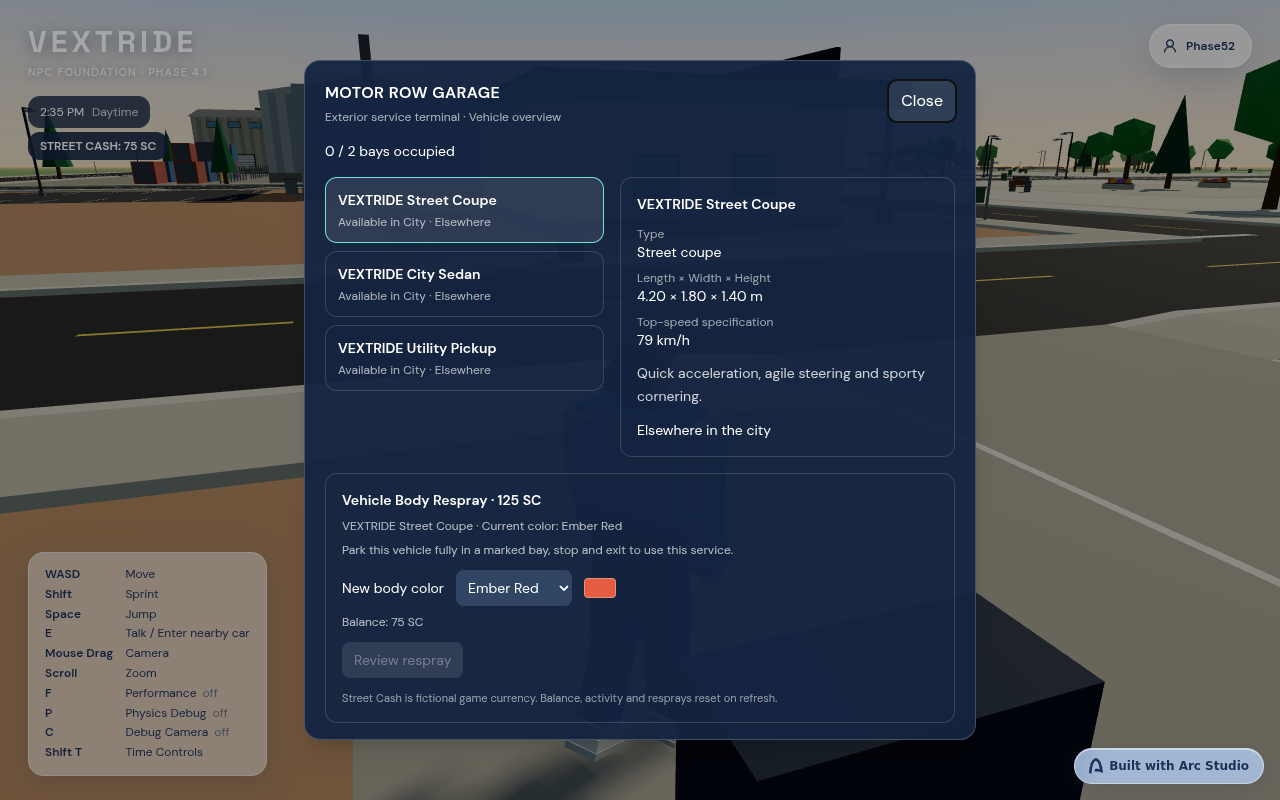 VEXTRIDE
NPC FOUNDATION · PHASE 4.1
2:35 PM Daytime
STREET CASH: 75 SC
Phase52
MOTOR ROW GARAGE
Exterior service terminal · Vehicle overview
Close
0 / 2 bays occupied
VEXTRIDE Street Coupe
Available in City · Elsewhere
VEXTRIDE City Sedan
Available in City · Elsewhere
VEXTRIDE Utility Pickup
Available in City · Elsewhere
VEXTRIDE Street Coupe
Type
Street coupe
Length × Width × Height
4.20 × 1.80 × 1.40 m
Top-speed specification
79 km/h
Quick acceleration, agile steering and sporty
cornering.
Elsewhere in the city
Vehicle Body Respray · 125 SC
VEXTRIDE Street Coupe · Current color: Ember Red
Park this vehicle fully in a marked bay, stop and exit to use this service.
New body color Ember Red
Balance: 75 SC
Review respray
Street Cash is fictional game currency. Balance, activity and resprays reset on refresh.
WASD Move
Shift Sprint
Space Jump
E Talk / Enter nearby car
Mouse Drag Camera
Scroll Zoom
F Performance off
P Physics Debug off
C Debug Camera off
Shift T Time Controls
Built with Arc Studio